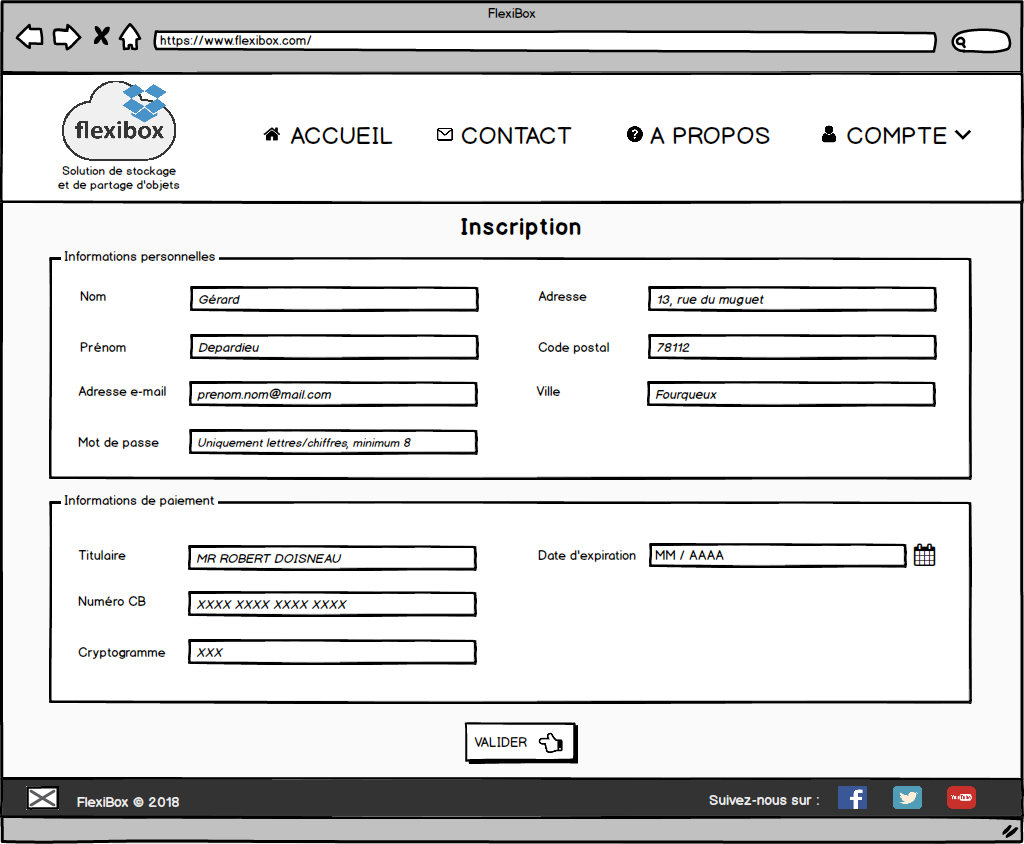 FlexiBox
https://www.flexibox.com/
flexibox
Solution de stockage
et de partage d'objets
ACCUEIL
CONTACT
A PROPOS
COMPTE
Inscription
Informations personnelles
Nom
Gérard
Adresse
13, rue du muguet
Prénom
Depardieu
Code postal
78112
Adresse e-mail
prenom.nom@mail.com
Ville
Fourqueux
Mot de passe
Uniquement lettres/chiffres, minimum 8
Informations de paiement
Titulaire
MR ROBERT DOISNEAU
Date d'expiration
MM / AAAA
Numéro CB
XXXX XXXX XXXX XXXX
Cryptogramme
XXX
VALIDER
FlexiBox © 2018
Suivez-nous sur :
YouTube